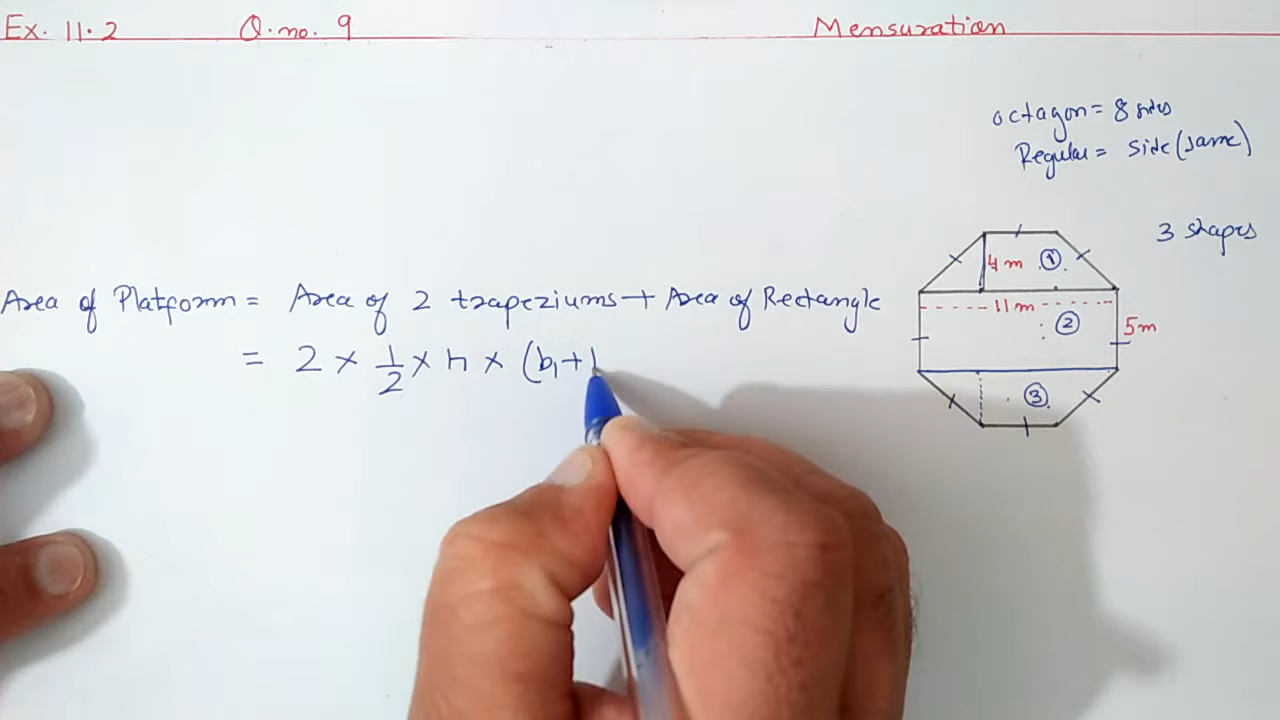 Ex. 11.2 Q. no. 9 Mensuration
octagon = 8 sides
Regular = side (same)
3 shapes
4 m ①
11 m
② 5m
③
Area of Platform = Area of 2 trapeziums + Area of Rectangle
= 2 × 1/2 × h × (b₁ +